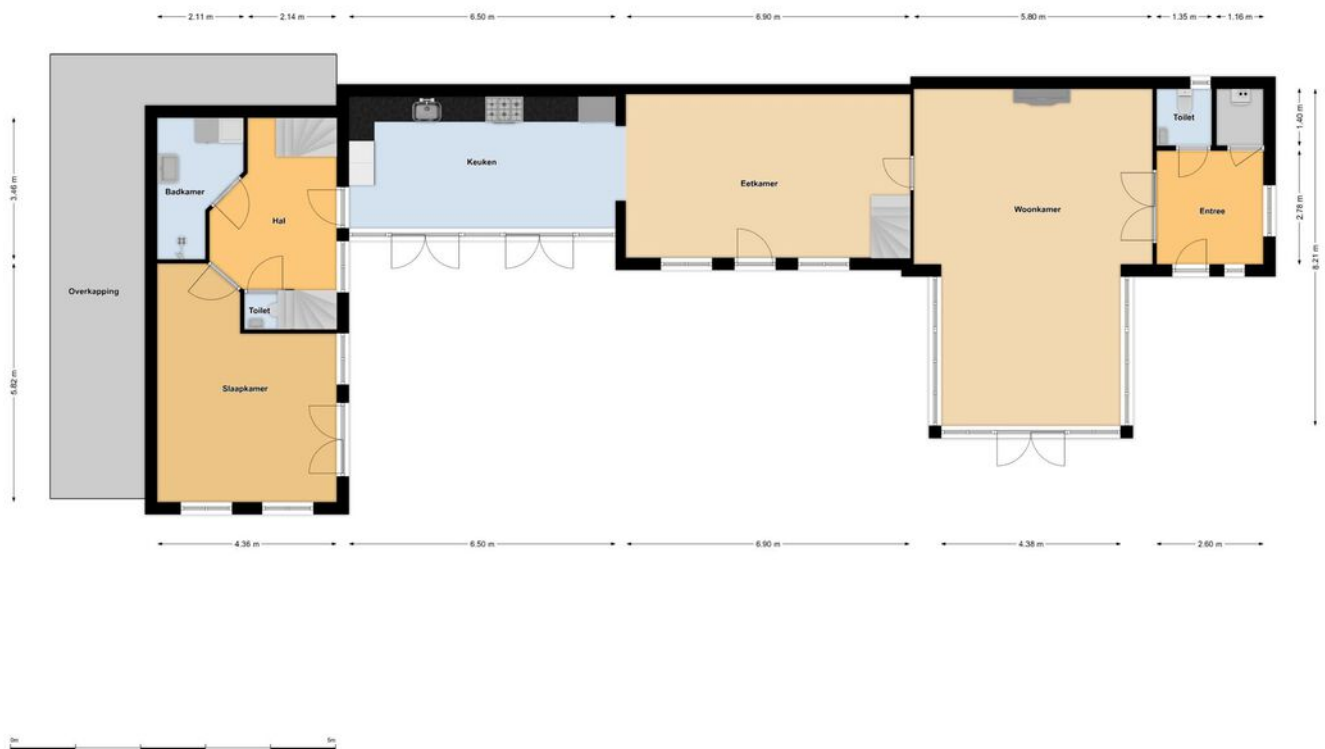 2.11 m
2.14 m
6.50 m
6.90 m
5.80 m
1.35 m
1.16 m
3.46 m
5.82 m
1.40 m
2.78 m
8.21 m
Toilet
Keuken
Badkamer
Eetkamer
Woonkamer
Entree
Hal
Overkapping
Toilet
Slaapkamer
4.36 m
6.50 m
6.90 m
4.38 m
2.60 m
0m
5m